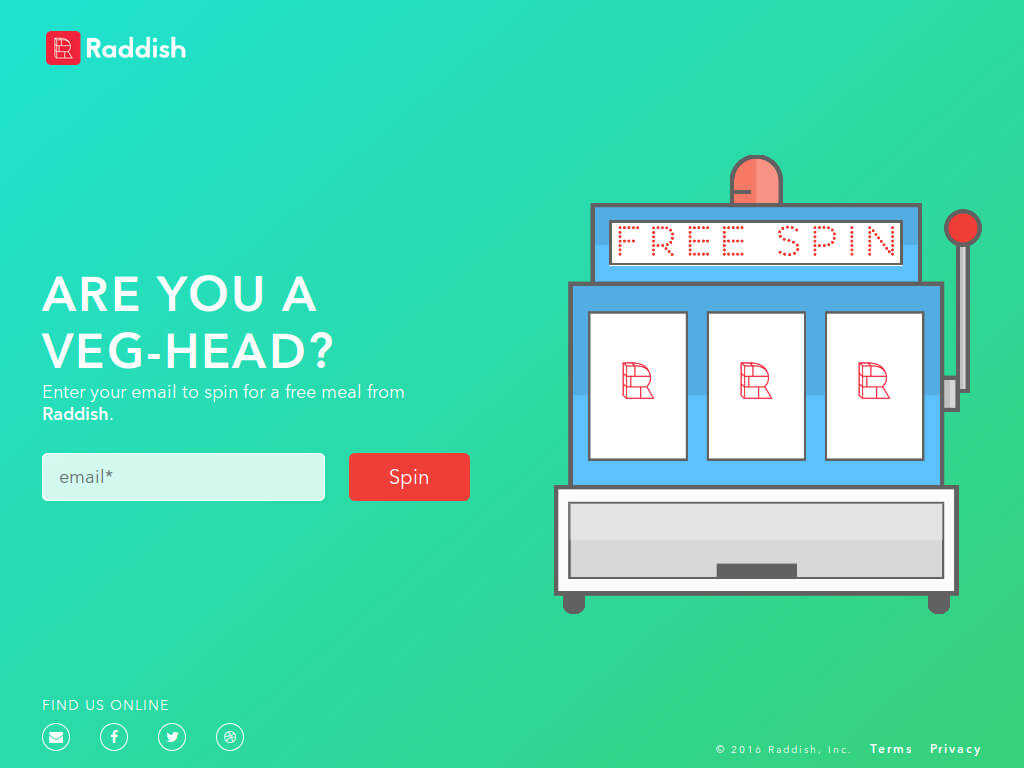 Raddish
FREE SPIN
ARE YOU A
VEG-HEAD?
Enter your email to spin for a free meal from
Raddish.
email*
Spin
FIND US ONLINE
© 2016 Raddish, Inc. Terms Privacy